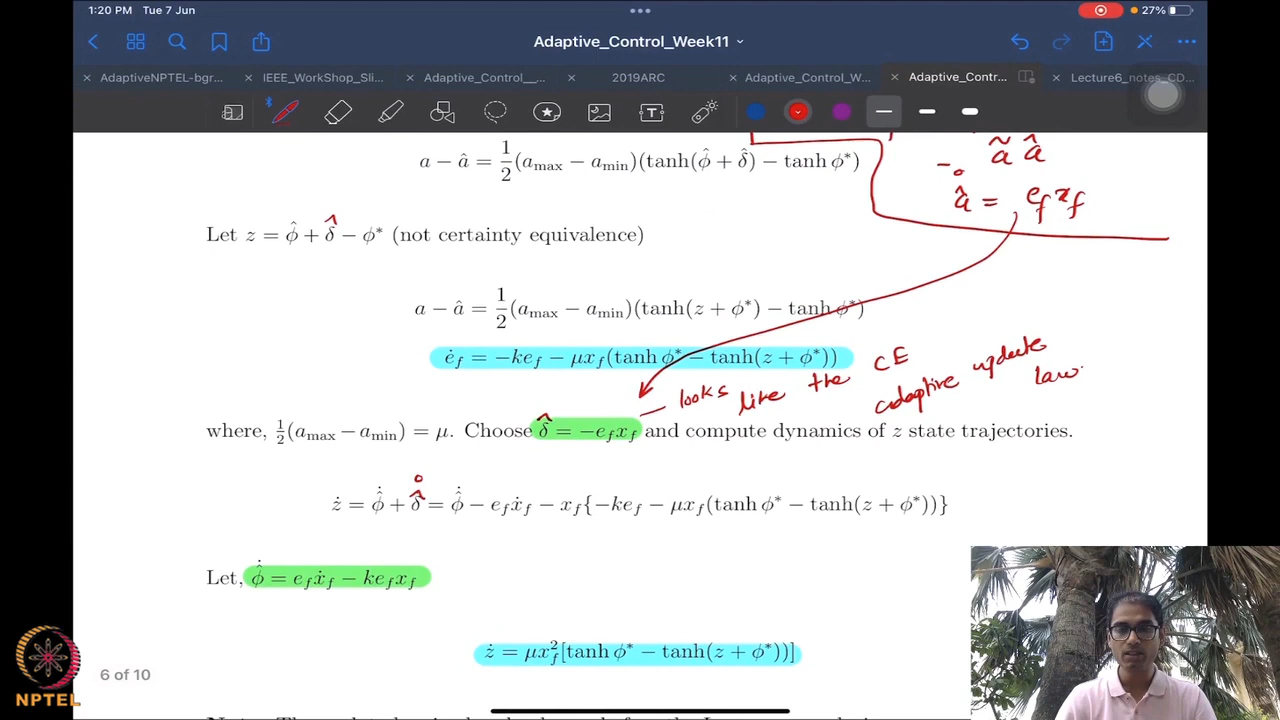 1:20 PM Tue 7 Jun
27%
Adaptive_Control_Week11
AdaptiveNPTEL-bgr...
IEEE_WorkShop_Sli...
Adaptive_Control__...
2019ARC
Adaptive_Control_W...
Adaptive_Contr...
Lecture6_notes_CD...
a − â = 1/2 (a_max − a_min)(tanh(ϕ̂ + δ̂) − tanh ϕ*)
ã â
−â̇ = e_f x_f
Let z = ϕ̂ + δ̂ − ϕ* (not certainty equivalence)
a − â = 1/2 (a_max − a_min)(tanh(z + ϕ*) − tanh ϕ*)
ė_f = −ke_f − μx_f(tanh ϕ* − tanh(z + ϕ*))
looks like the CE
adaptive update law
where, 1/2(a_max − a_min) = μ. Choose δ̂ = −e_f x_f and compute dynamics of z state trajectories.
ż = ϕ̂̇ + δ̂̇ = ϕ̂̇ − e_f ẋ_f − x_f{−ke_f − μx_f(tanh ϕ* − tanh(z + ϕ*))}
Let, ϕ̂̇ = e_f ẋ_f − ke_f x_f
ż = μx_f²[tanh ϕ* − tanh(z + ϕ*))]
6 of 10
NPTEL